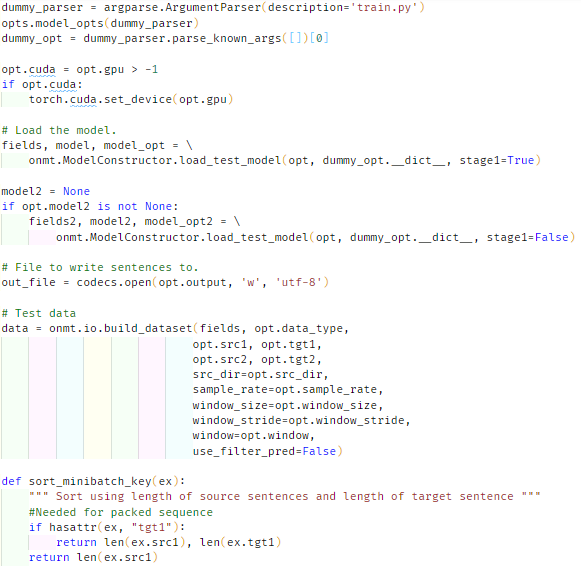 dummy_parser = argparse.ArgumentParser(description='train.py')
opts.model_opts(dummy_parser)
dummy_opt = dummy_parser.parse_known_args([])[0]

opt.cuda = opt.gpu > -1
if opt.cuda:
    torch.cuda.set_device(opt.gpu)

# Load the model.
fields, model, model_opt = \
    onmt.ModelConstructor.load_test_model(opt, dummy_opt.__dict__, stage1=True)

model2 = None
if opt.model2 is not None:
    fields2, model2, model_opt2 = \
        onmt.ModelConstructor.load_test_model(opt, dummy_opt.__dict__, stage1=False)

# File to write sentences to.
out_file = codecs.open(opt.output, 'w', 'utf-8')

# Test data
data = onmt.io.build_dataset(fields, opt.data_type,
                            opt.src1, opt.tgt1,
                            opt.src2, opt.tgt2,
                            src_dir=opt.src_dir,
                            sample_rate=opt.sample_rate,
                            window_size=opt.window_size,
                            window_stride=opt.window_stride,
                            window=opt.window,
                            use_filter_pred=False)

def sort_minibatch_key(ex):
    """ Sort using length of source sentences and length of target sentence """
    #Needed for packed sequence
    if hasattr(ex, "tgt1"):
        return len(ex.src1), len(ex.tgt1)
    return len(ex.src1)